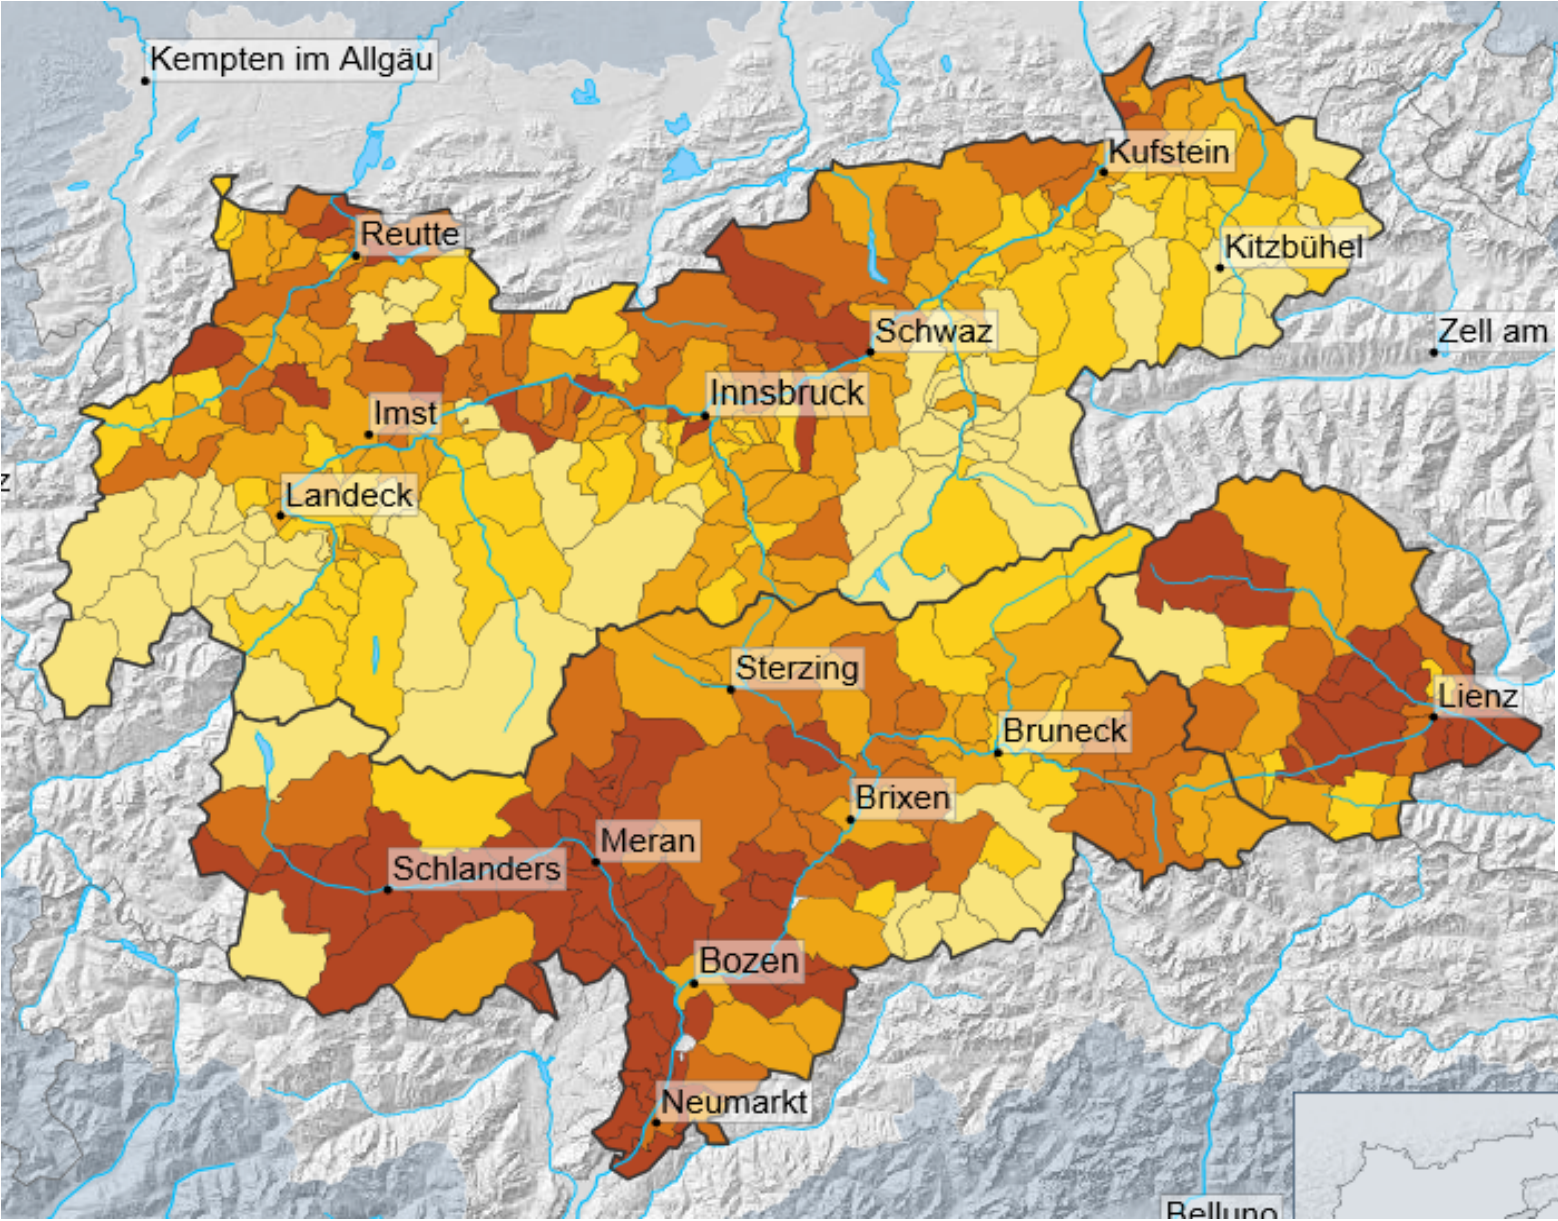 Kempten im Allgäu
Kufstein
Reutte
Kitzbühel
Schwaz
Zell am
Innsbruck
Imst
z
Landeck
Sterzing
Lienz
Bruneck
Brixen
Meran
Schlanders
Bozen
Neumarkt
Belluno